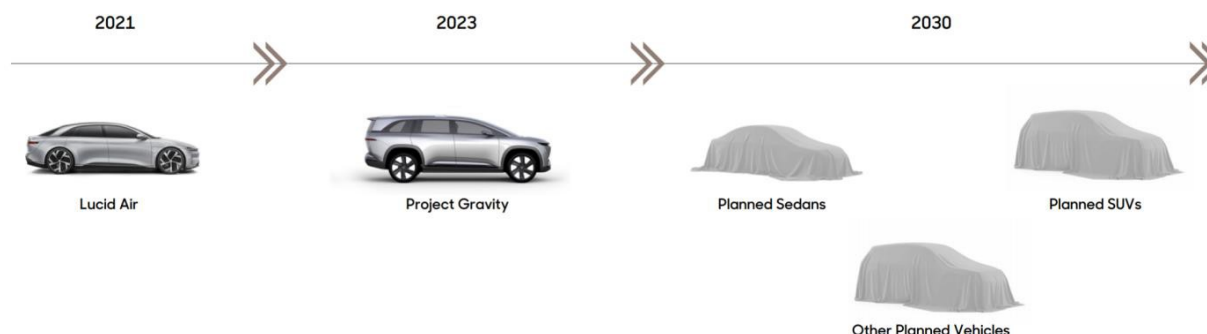 2021
2023
2030
Lucid Air
Project Gravity
Planned Sedans
Planned SUVs
Other Planned Vehicles